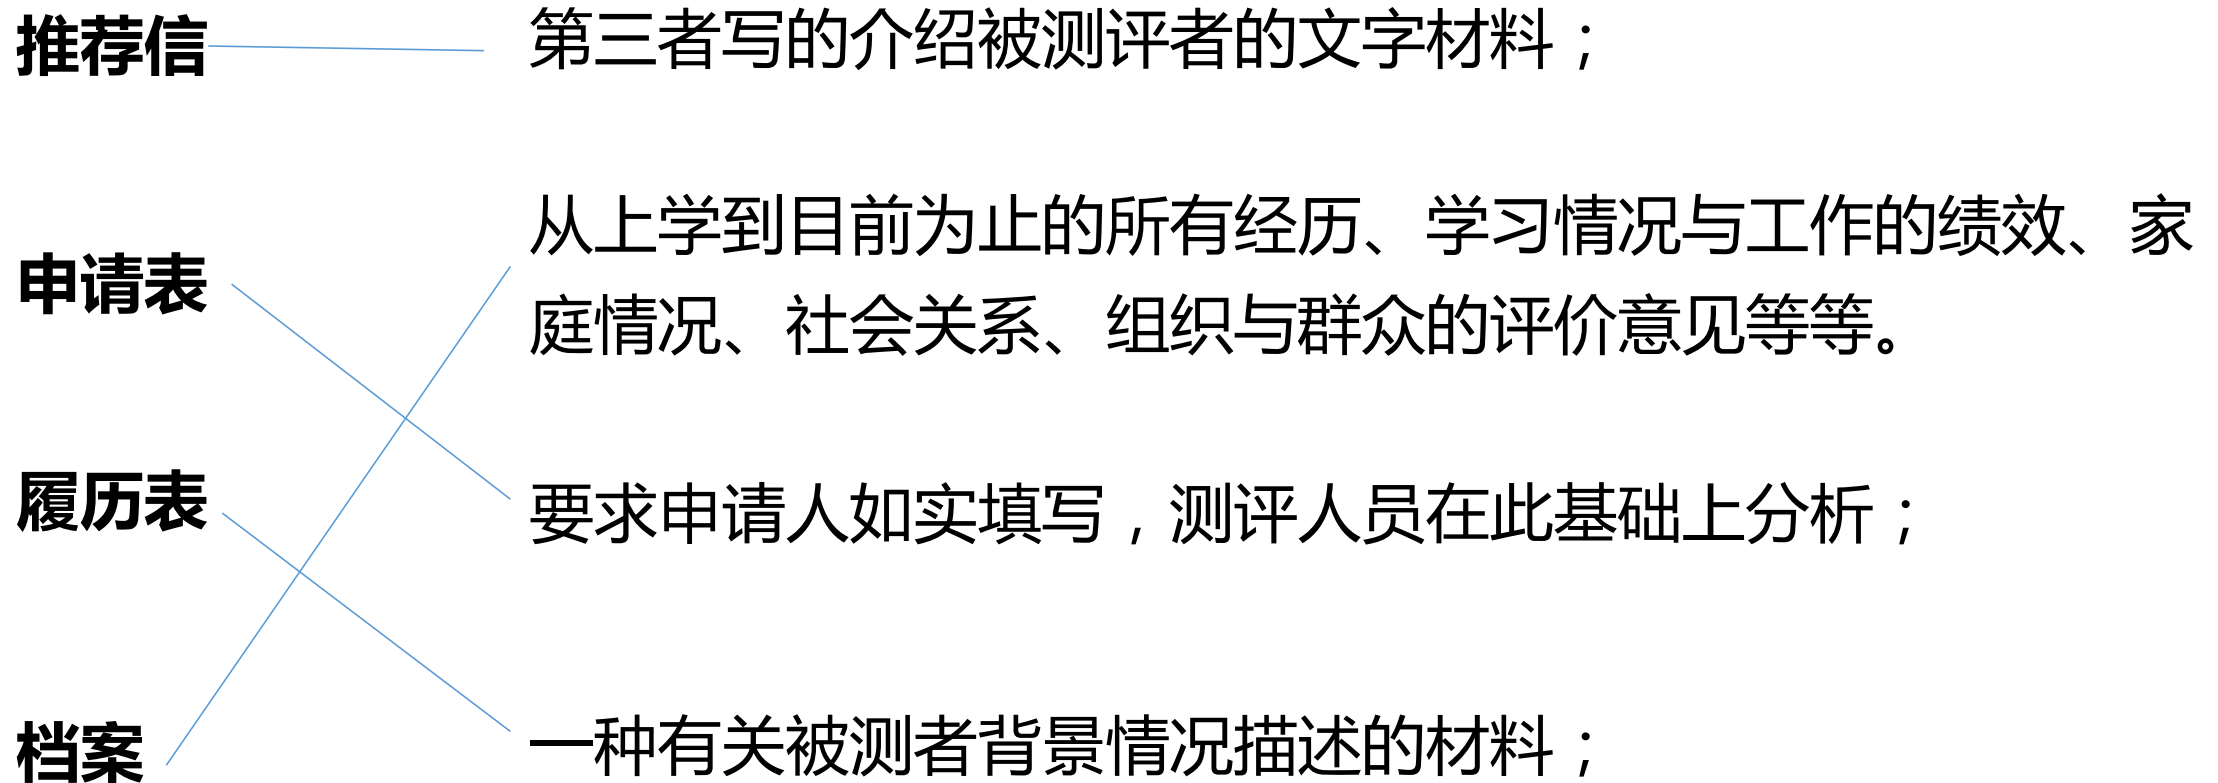 推荐信
第三者写的介绍被测评者的文字材料；
申请表
从上学到目前为止的所有经历、学习情况与工作的绩效、家
庭情况、社会关系、组织与群众的评价意见等等。
履历表
要求申请人如实填写，测评人员在此基础上分析；
档案
一种有关被测者背景情况描述的材料；